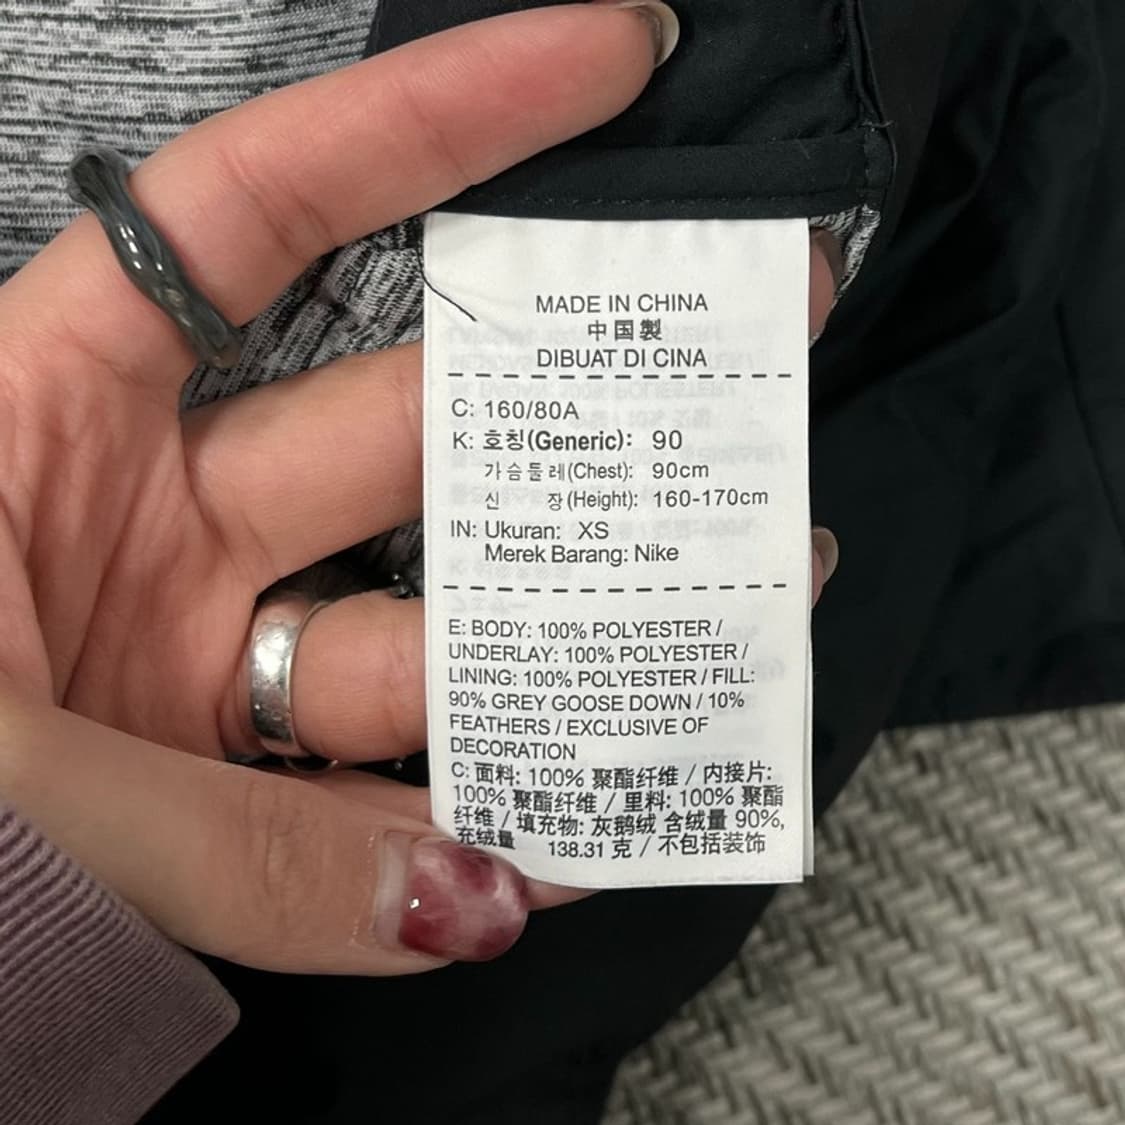 MADE IN CHINA
中国製
DIBUAT DI CINA
C: 160/80A
K: 호칭(Generic): 90
가슴둘레(Chest): 90cm
신 장(Height): 160-170cm
IN: Ukuran: XS
Merek Barang: Nike
E: BODY: 100% POLYESTER /
UNDERLAY: 100% POLYESTER /
LINING: 100% POLYESTER / FILL:
90% GREY GOOSE DOWN / 10%
FEATHERS / EXCLUSIVE OF
DECORATION
C: 面料: 100% 聚酯纤维 / 内接片:
100% 聚酯纤维 / 里料: 100% 聚酯
纤维 / 填充物: 灰鹅绒 含绒量 90%,
充绒量 138.31 克 / 不包括装饰